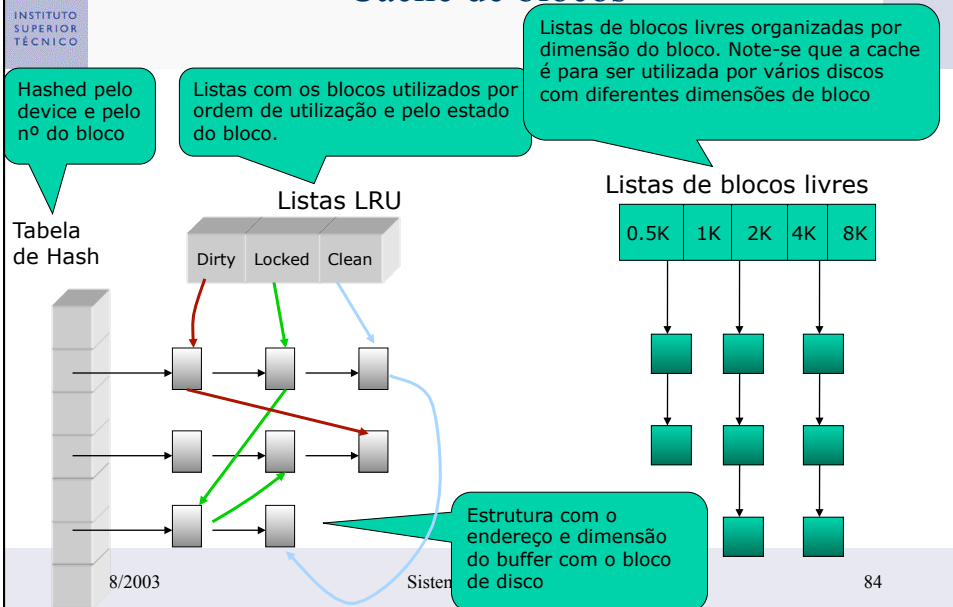 INSTITUTO
SUPERIOR
TÉCNICO
Cache de blocos
Hashed pelo
device e pelo
nº do bloco
Listas com os blocos utilizados por
ordem de utilização e pelo estado
do bloco.
Listas de blocos livres organizadas por
dimensão do bloco. Note-se que a cache
é para ser utilizada por vários discos
com diferentes dimensões de bloco
Listas LRU
Listas de blocos livres
Tabela
de Hash
Dirty Locked Clean
0.5K 1K 2K 4K 8K
Estrutura com o
endereço e dimensão
do buffer com o bloco
de disco
8/2003
Sisten
84